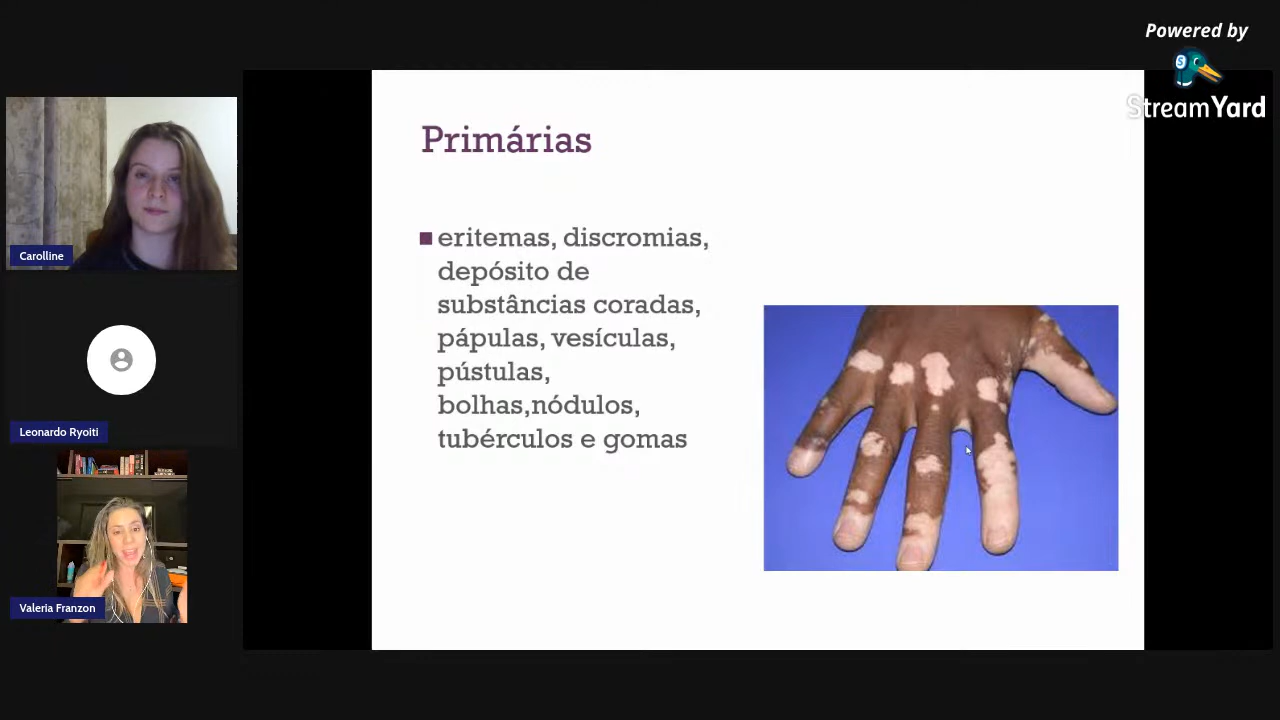 Powered by
StreamYard
Primárias
eritemas, discromias,
depósito de
substâncias coradas,
pápulas, vesículas,
pústulas,
bolhas,nódulos,
tubérculos e gomas
Carolline
Leonardo Ryoiti
Valeria Franzon